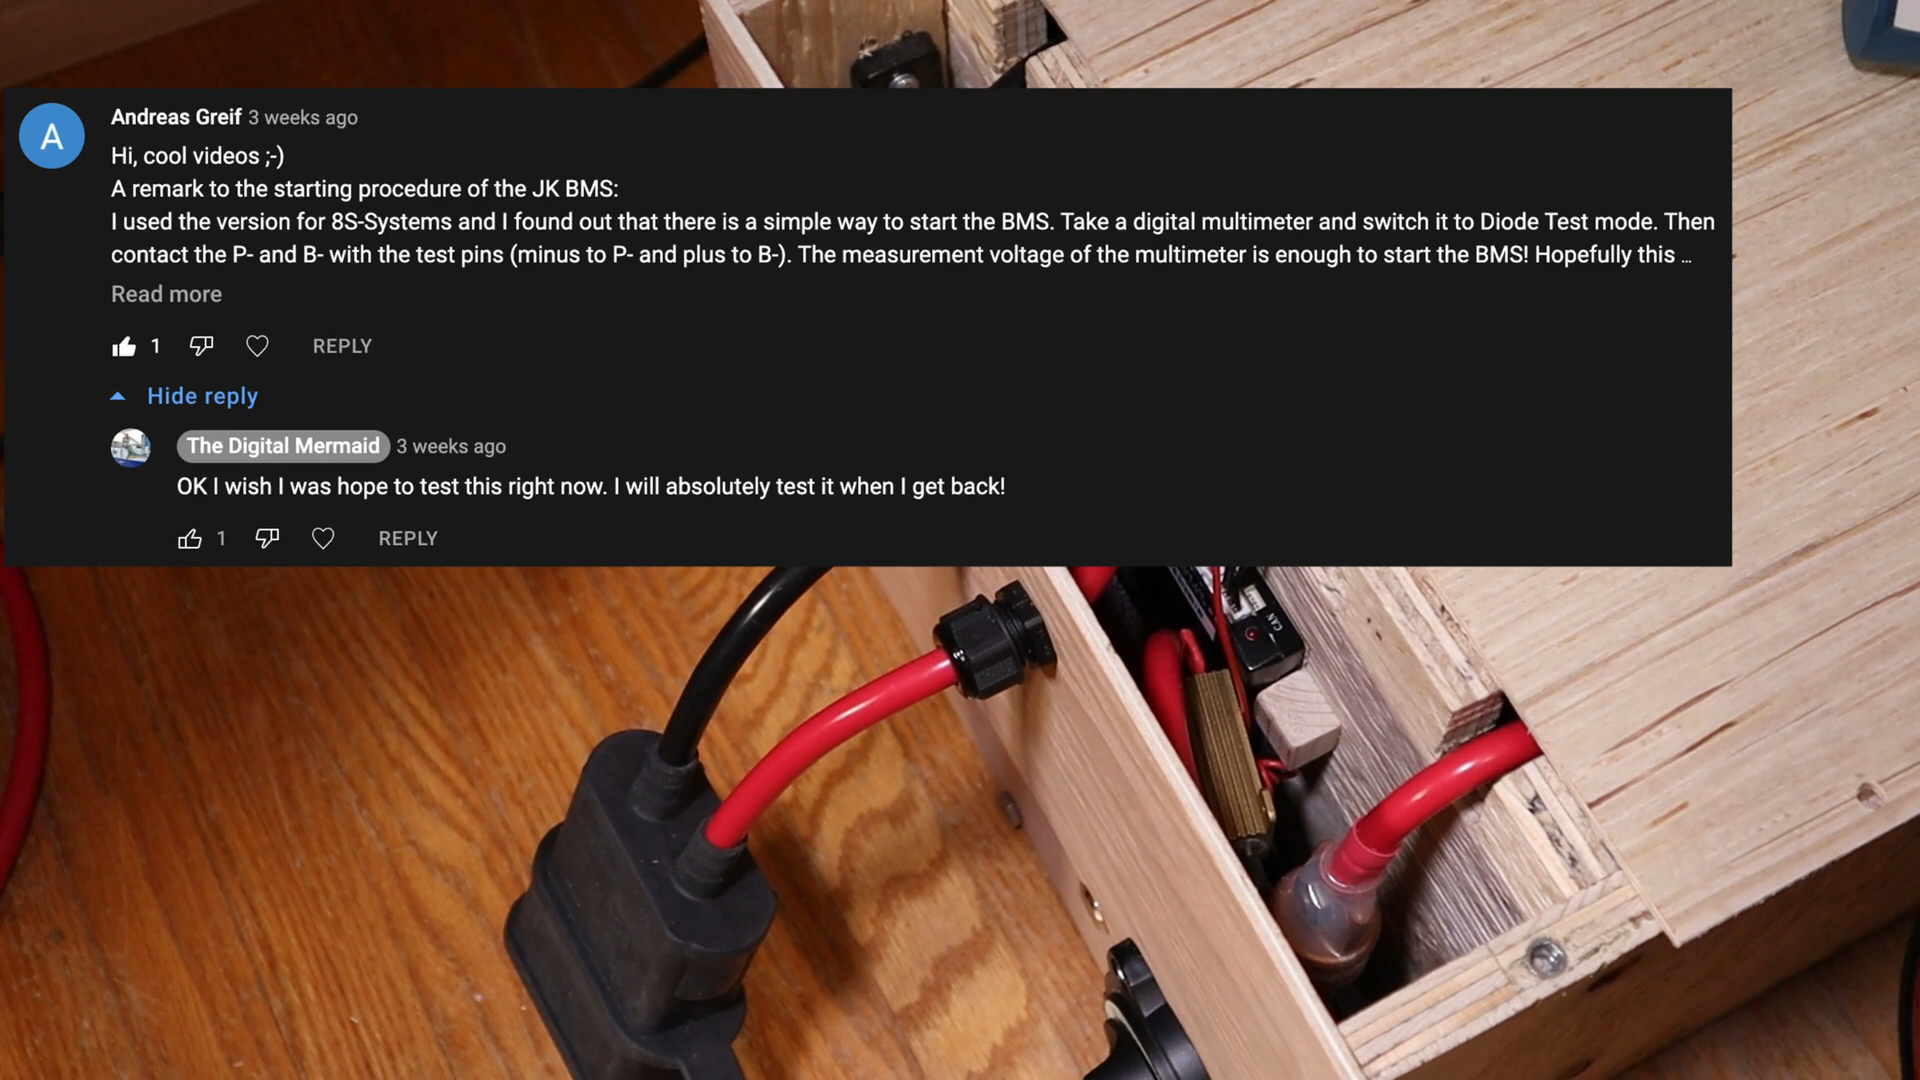 A
Andreas Greif 3 weeks ago
Hi, cool videos ;-)
A remark to the starting procedure of the JK BMS:
I used the version for 8S-Systems and I found out that there is a simple way to start the BMS. Take a digital multimeter and switch it to Diode Test mode. Then
contact the P- and B- with the test pins (minus to P- and plus to B-). The measurement voltage of the multimeter is enough to start the BMS! Hopefully this ...
Read more
1 REPLY
Hide reply
The Digital Mermaid 3 weeks ago
OK I wish I was hope to test this right now. I will absolutely test it when I get back!
1 REPLY
CAN